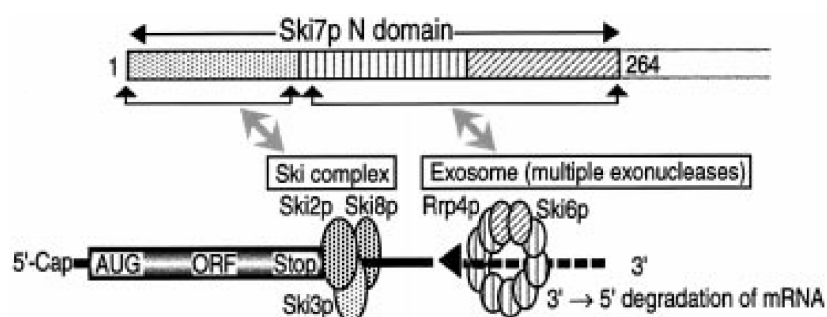 Ski7p N domain
1 264
Ski complex Exosome (multiple exonucleases)
Ski2p Ski8p Rrp4p Ski6p
5'-Cap AUG ORF Stop 3'
Ski3p 3' → 5' degradation of mRNA